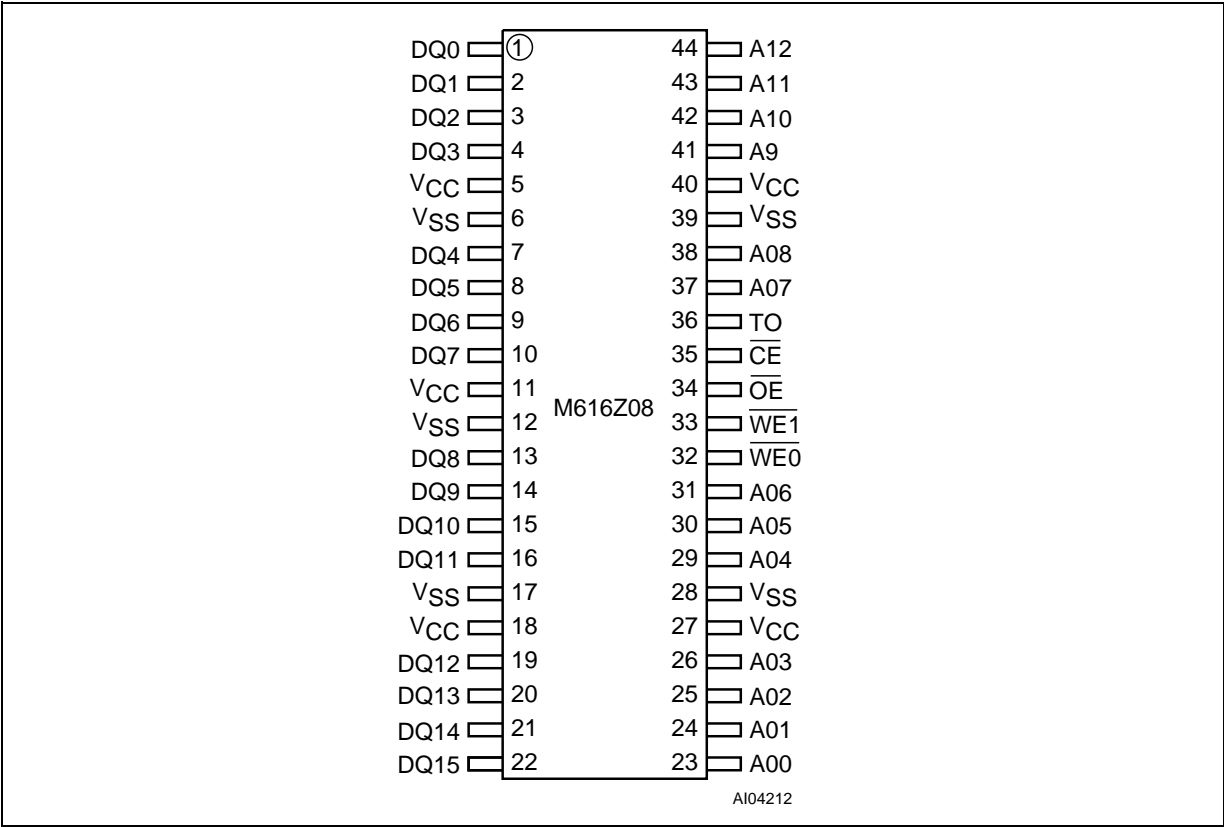 DQ0 1 44 A12
DQ1 2 43 A11
DQ2 3 42 A10
DQ3 4 41 A9
VCC 5 40 VCC
VSS 6 39 VSS
DQ4 7 38 A08
DQ5 8 37 A07
DQ6 9 36 TO
DQ7 10 35 C̅E̅
VCC 11 34 O̅E̅
M616Z08
VSS 12 33 W̅E̅1̅
DQ8 13 32 W̅E̅0̅
DQ9 14 31 A06
DQ10 15 30 A05
DQ11 16 29 A04
VSS 17 28 VSS
VCC 18 27 VCC
DQ12 19 26 A03
DQ13 20 25 A02
DQ14 21 24 A01
DQ15 22 23 A00
AI04212